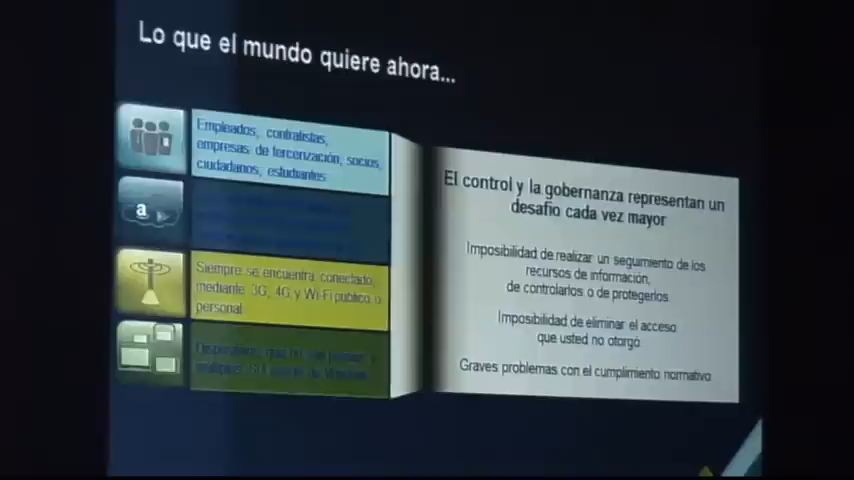 Lo que el mundo quiere ahora...
Empleados, contratistas,
empresas de tercerización, socios,
ciudadanos, estudiantes
a
Siempre se encuentra conectado,
mediante 3G, 4G y Wi-Fi público o
personal
El control y la gobernanza representan un
desafío cada vez mayor
Imposibilidad de realizar un seguimiento de los
recursos de información,
de controlarlos o de protegerlos
Imposibilidad de eliminar el acceso
que usted no otorgó
Graves problemas con el cumplimiento normativo